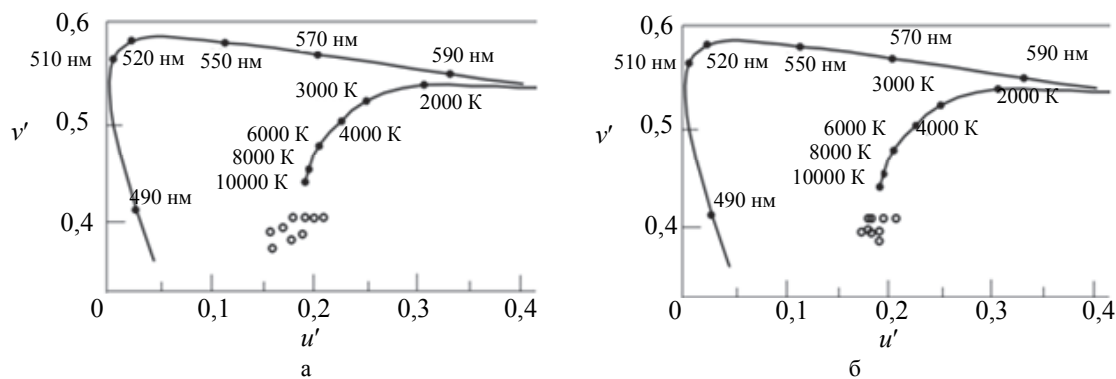 0,6
570 нм
590 нм
510 нм
520 нм
550 нм
3000 К
2000 К
v′
0,5
6000 К
4000 К
8000 К
10000 К
490 нм
0,4
0
0,1
0,2
0,3
0,4
u′
а
0,6
570 нм
590 нм
510 нм
520 нм
550 нм
3000 К
2000 К
v′
0,5
6000 К
4000 К
8000 К
10000 К
490 нм
0,4
0
0,1
0,2
0,3
0,4
u′
б